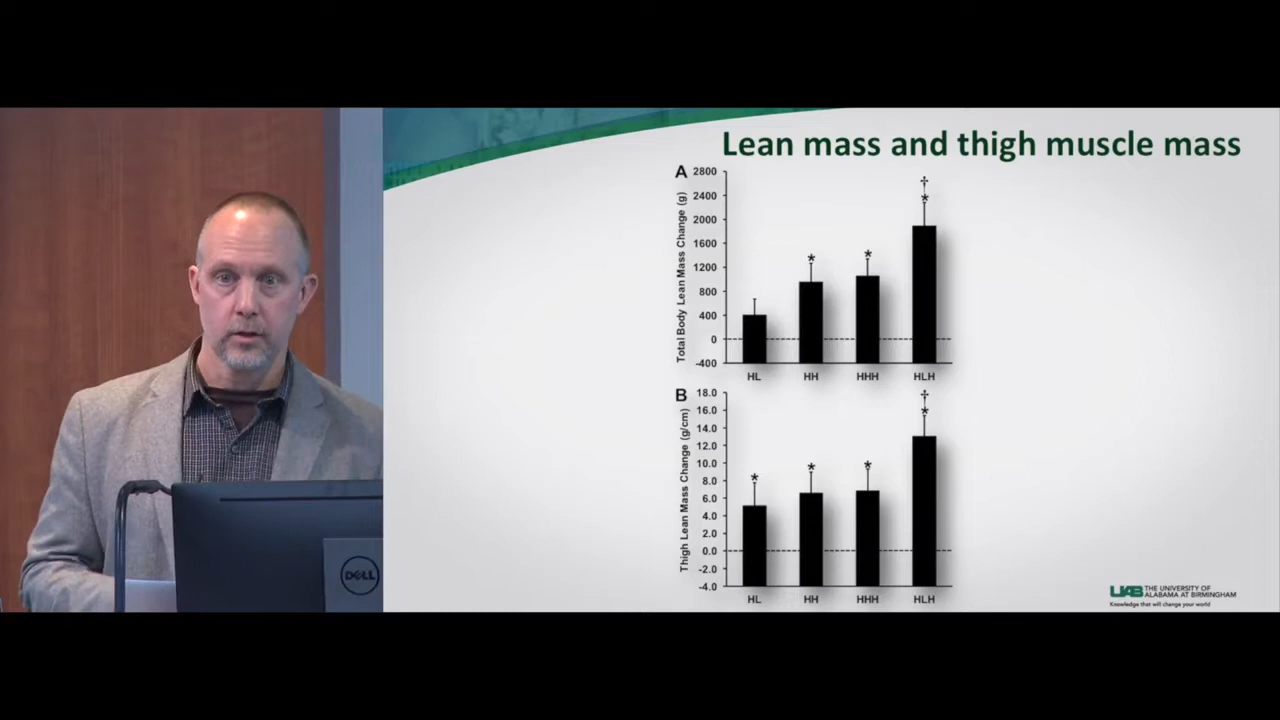 Lean mass and thigh muscle mass
A
Total Body Lean Mass Change (g)
2800
2400
2000
1600
1200
800
400
0
-400
*
*
†
*
HL HH HHH HLH
B
Thigh Lean Mass Change (g/cm)
18.0
16.0
14.0
12.0
10.0
8.0
6.0
4.0
2.0
0.0
-2.0
-4.0
*
*
*
†
*
HL HH HHH HLH
DELL
UAB THE UNIVERSITY OF
ALABAMA AT BIRMINGHAM
Knowledge that will change your world